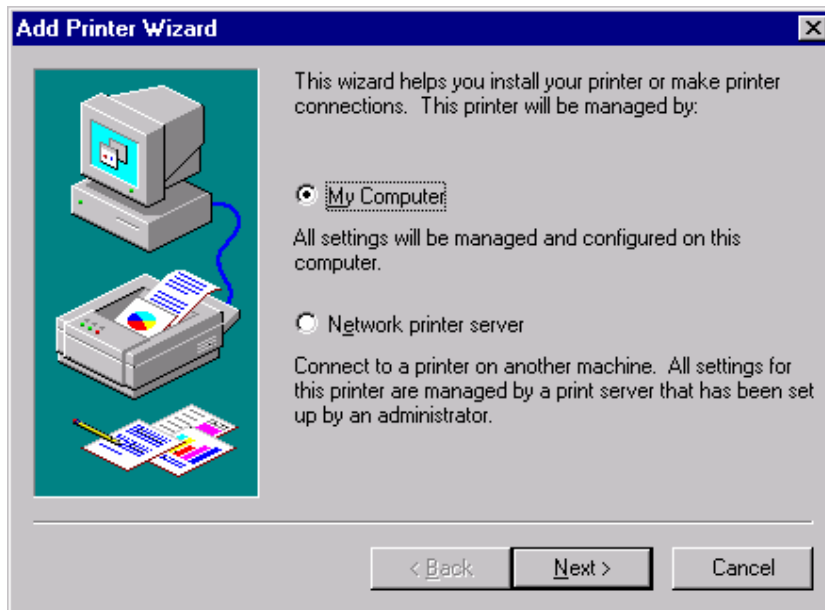 Add Printer Wizard
This wizard helps you install your printer or make printer
connections.  This printer will be managed by:
My Computer
All settings will be managed and configured on this
computer.
Network printer server
Connect to a printer on another machine.  All settings for
this printer are managed by a print server that has been set
up by an administrator.
< Back
Next >
Cancel